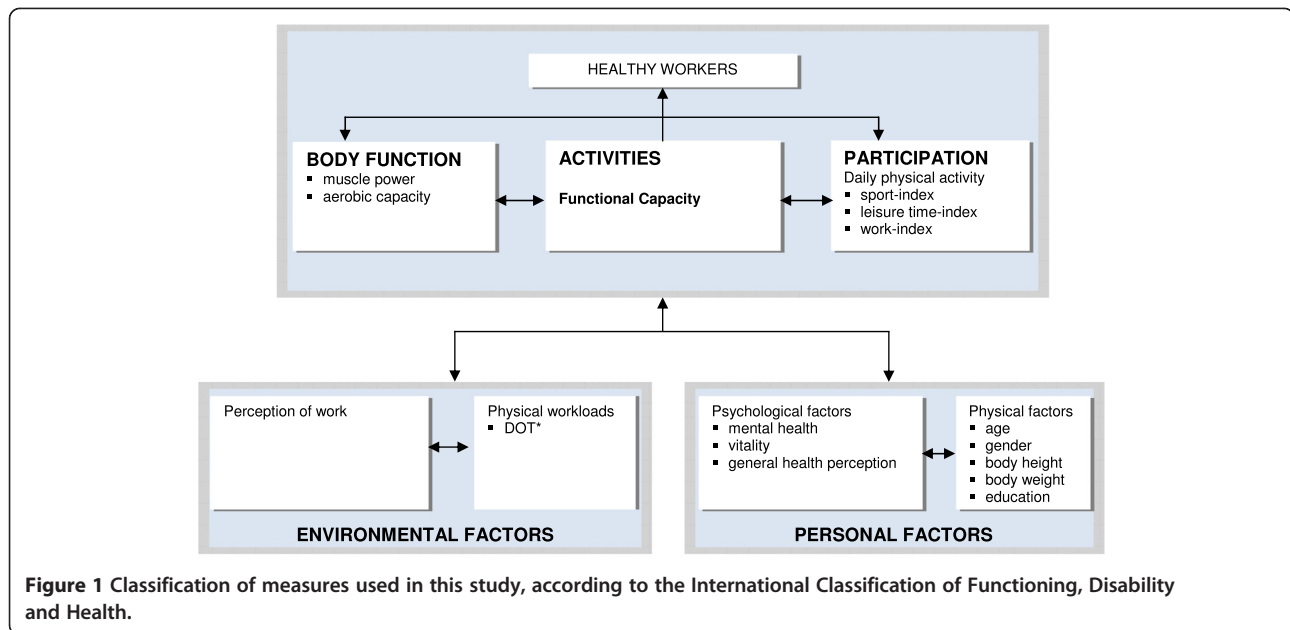 HEALTHY WORKERS
BODY FUNCTION
▪ muscle power
▪ aerobic capacity
ACTIVITIES
Functional Capacity
PARTICIPATION
Daily physical activity
▪ sport-index
▪ leisure time-index
▪ work-index
Perception of work
Physical workloads
▪ DOT*
ENVIRONMENTAL FACTORS
Psychological factors
▪ mental health
▪ vitality
▪ general health perception
Physical factors
▪ age
▪ gender
▪ body height
▪ body weight
▪ education
PERSONAL FACTORS
Figure 1 Classification of measures used in this study, according to the International Classification of Functioning, Disability
and Health.